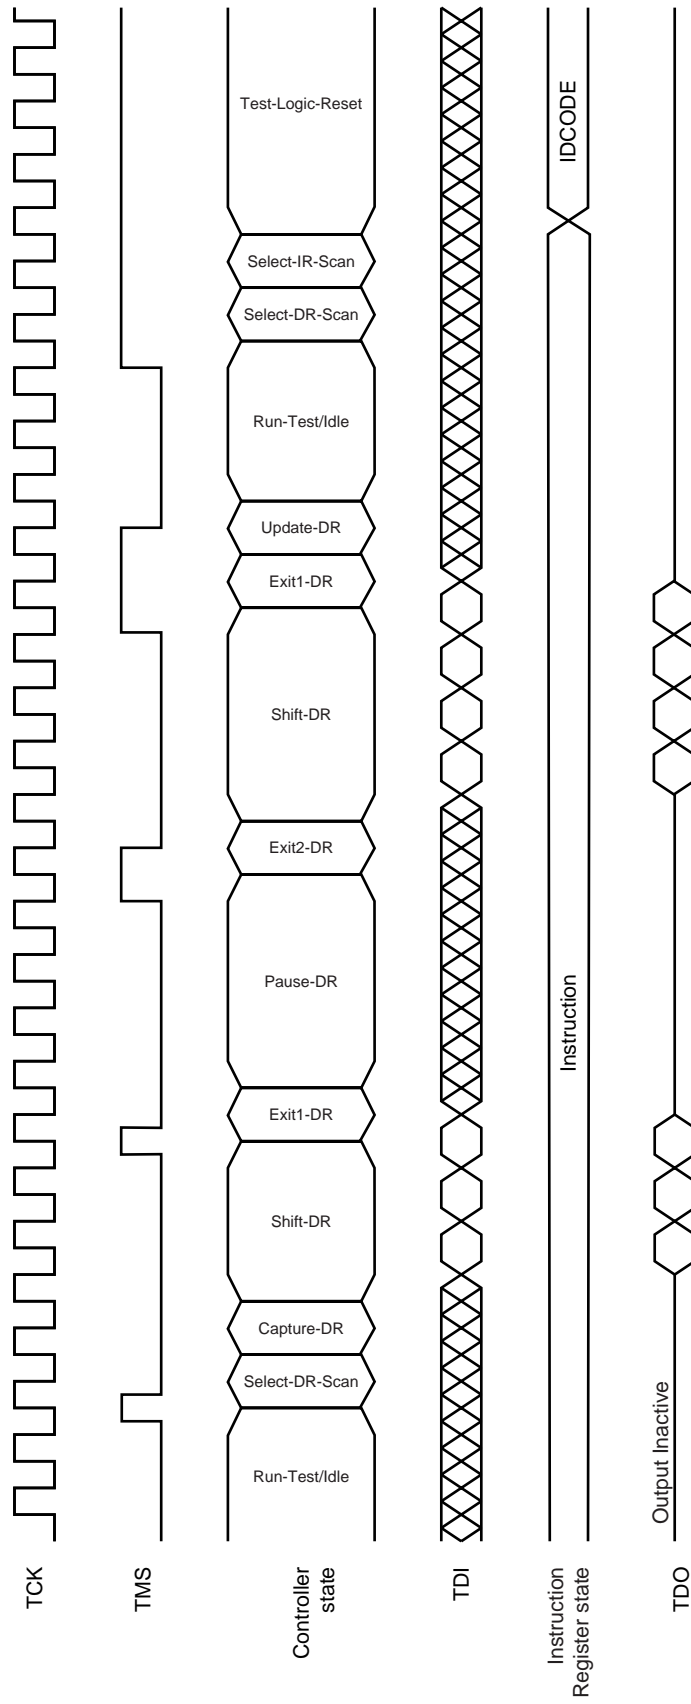 Test-Logic-Reset
Select-IR-Scan
Select-DR-Scan
Run-Test/Idle
Update-DR
Exit1-DR
Shift-DR
Exit2-DR
Pause-DR
Exit1-DR
Shift-DR
Capture-DR
Select-DR-Scan
Run-Test/Idle
IDCODE
Instruction
Output Inactive
TCK
TMS
Controller
state
TDI
Instruction
Register state
TDO